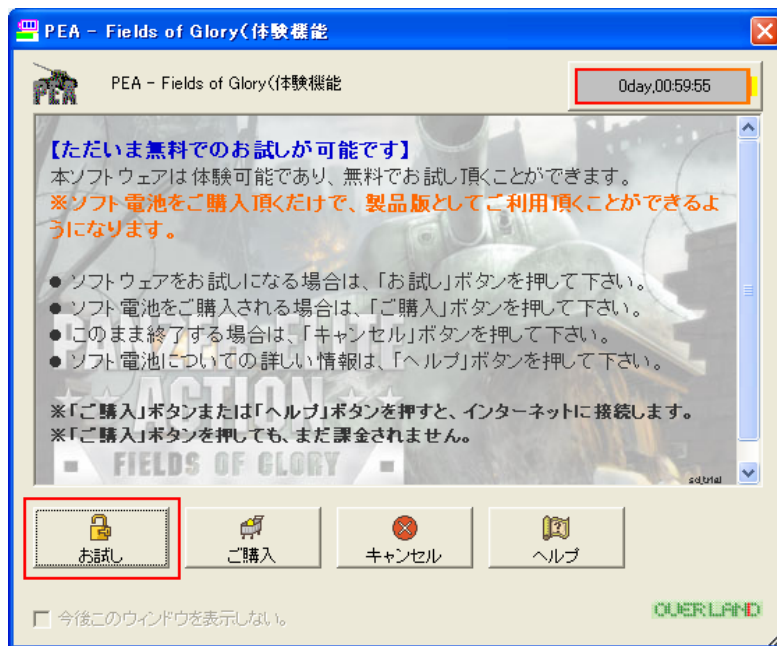 PEA - Fields of Glory(体験機能
PEA
PEA - Fields of Glory(体験機能
0day,00:59:55
【ただいま無料でのお試しが可能です】
本ソフトウェアは体験可能であり、無料でお試し頂くことができます。
※ソフト電池をご購入頂くだけで、製品版としてご利用頂くことができるよ
うになります。
● ソフトウェアをお試しになる場合は、「お試し」ボタンを押して下さい。
● ソフト電池をご購入される場合は、「ご購入」ボタンを押して下さい。
● このまま終了する場合は、「キャンセル」ボタンを押して下さい。
● ソフト電池についての詳しい情報は、「ヘルプ」ボタンを押して下さい。
※「ご購入」ボタンまたは「ヘルプ」ボタンを押すと、インターネットに接続します。
※「ご購入」ボタンを押しても、まだ課金されません。
ACTION
FIELDS OF GLORY
sd,trial
お試し
ご購入
キャンセル
ヘルプ
今後このウィンドウを表示しない。
OVERLAND